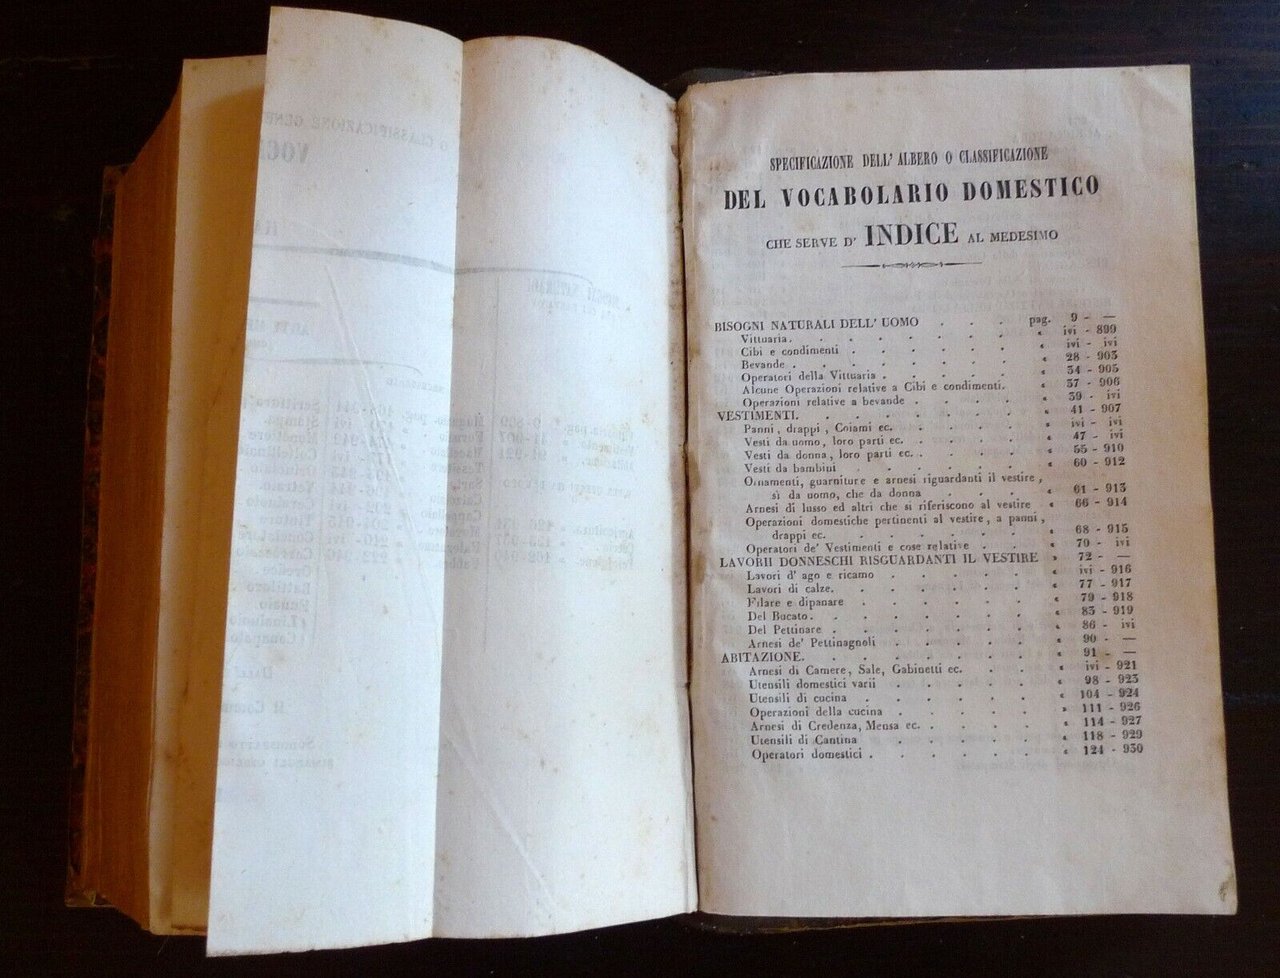 SPECIFICAZIONE DELL' ALBERO O CLASSIFICAZIONE
DEL VOCABOLARIO DOMESTICO
CHE SERVE D' INDICE AL MEDESIMO
BISOGNI NATURALI DELL' UOMO . . . pag. 9 - —
Vittuaria. . . . . . . . « ivi - 899
Cibi e condimenti . . . . . . « ivi - ivi
Bevande . . . . . . . . « 28 - 903
Operatori della Vittuaria . . . . . « 34 - 905
Alcune Operazioni relative a Cibi e condimenti. . « 37 - 906
Operazioni relative a bevande . . . . « 39 - ivi
VESTIMENTI. . . . . . . . « 41 - 907
Panni, drappi, Coiami ec. . . . . « ivi - ivi
Vesti da uomo, loro parti ec. . . . . « 47 - ivi
Vesti da donna, loro parti ec. . . . . « 55 - 910
Vesti da bambini . . . . . . « 60 - 912
Ornamenti, guarniture e arnesi riguardanti il vestire,
sì da uomo, che da donna . . . « 61 - 913
Arnesi di lusso ed altri che si riferiscono al vestire « 66 - 914
Operazioni domestiche pertinenti al vestire, a panni,
drappi ec. . . . . . . « 68 - 915
Operatori de' Vestimenti e cose relative . . . « 70 - ivi
LAVORII DONNESCHI RISGUARDANTI IL VESTIRE » 72 - —
Lavori d' ago e ricamo . . . . . « ivi - 916
Lavori di calze. . . . . . . « 77 - 917
Filare e dipanare . . . . . . « 79 - 918
Del Bucato. . . . . . . . « 83 - 919
Del Pettinare . . . . . . . « 86 - ivi
Arnesi de' Pettinagnoli . . . . . « 90 - —
ABITAZIONE. . . . . . . . « 91 - —
Arnesi di Camere, Sale, Gabinetti ec. . . . « ivi - 921
Utensili domestici varii . . . . . « 98 - 923
Utensili di cucina . . . . . . « 104 - 924
Operazioni della cucina . . . . . » 111 - 926
Arnesi di Credenza, Mensa ec. . . . . « 114 - 927
Utensili di Cantina . . . . . « 118 - 929
Operatori domestici . . . . . . « 124 - 930